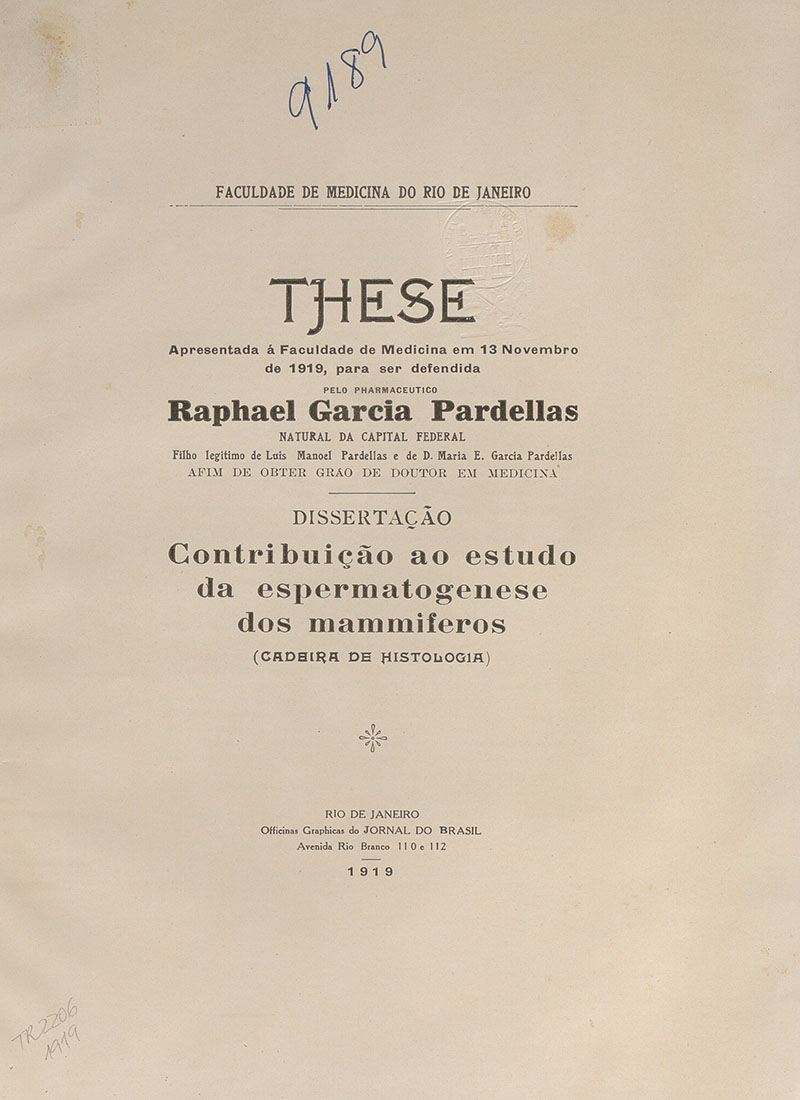 9189
FACULDADE DE MEDICINA DO RIO DE JANEIRO
THESE
Apresentada á Faculdade de Medicina em 13 Novembro
de 1919, para ser defendida
PELO PHARMACEUTICO
Raphael Garcia Pardellas
NATURAL DA CAPITAL FEDERAL
Filho legitimo de Luis Manoel Pardellas e de D. Maria E. Garcia Pardellas
AFIM DE OBTER GRÃO DE DOUTOR EM MEDICINA
DISSERTAÇÃO
Contribuição ao estudo
da espermatogenese
dos mammiferos
(CADEIRA DE HISTOLOGIA)
RIO DE JANEIRO
Officinas Graphicas do JORNAL DO BRASIL
Avenida Rio Branco 110 e 112
1919
TR2206
1919